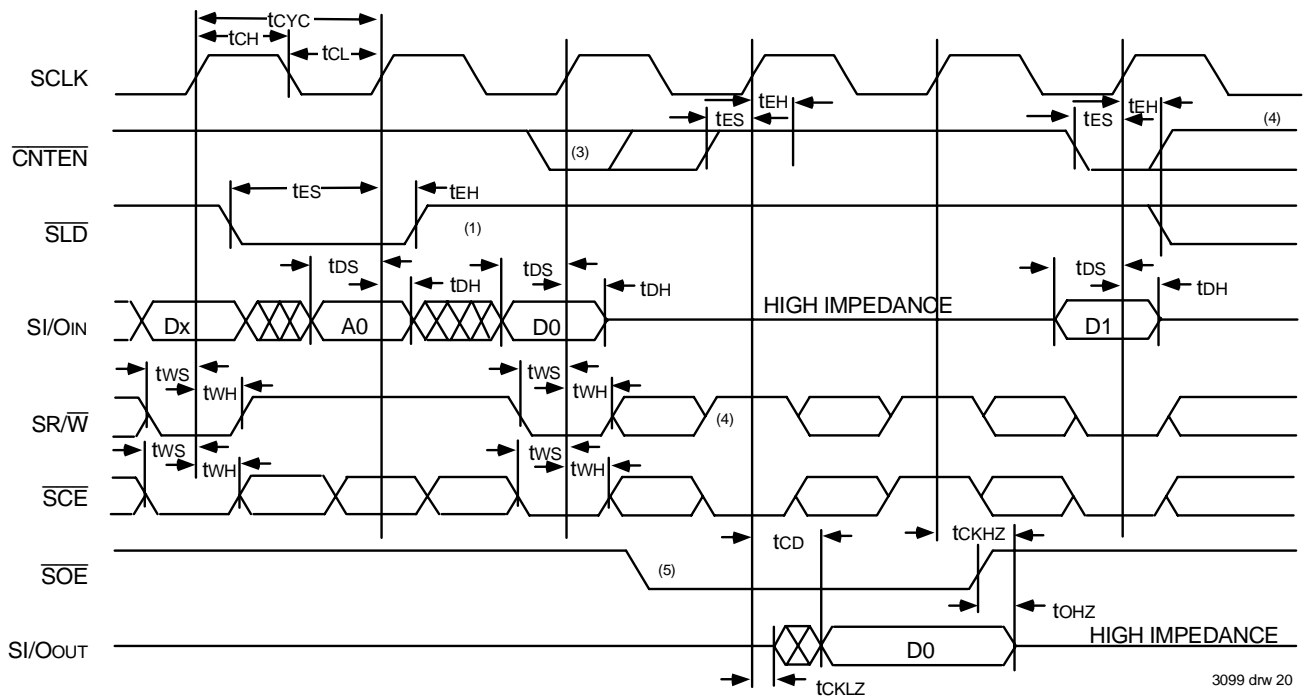 tCYC
tCH
tCL
SCLK
tEH
tES
tEH
tES
(4)
CNTEN
(3)
tES
tEH
SLD
(1)
tDS
tDH
tDS
tDH
tDS
tDH
HIGH IMPEDANCE
SI/OIN
Dx
A0
D0
D1
tWS
tWH
tWS
tWH
SR/W
(4)
tWS
tWH
tWS
tWH
SCE
tCD
tCKHZ
SOE
(5)
tOHZ
SI/OOUT
D0
HIGH IMPEDANCE
tCKLZ
3099 drw 20